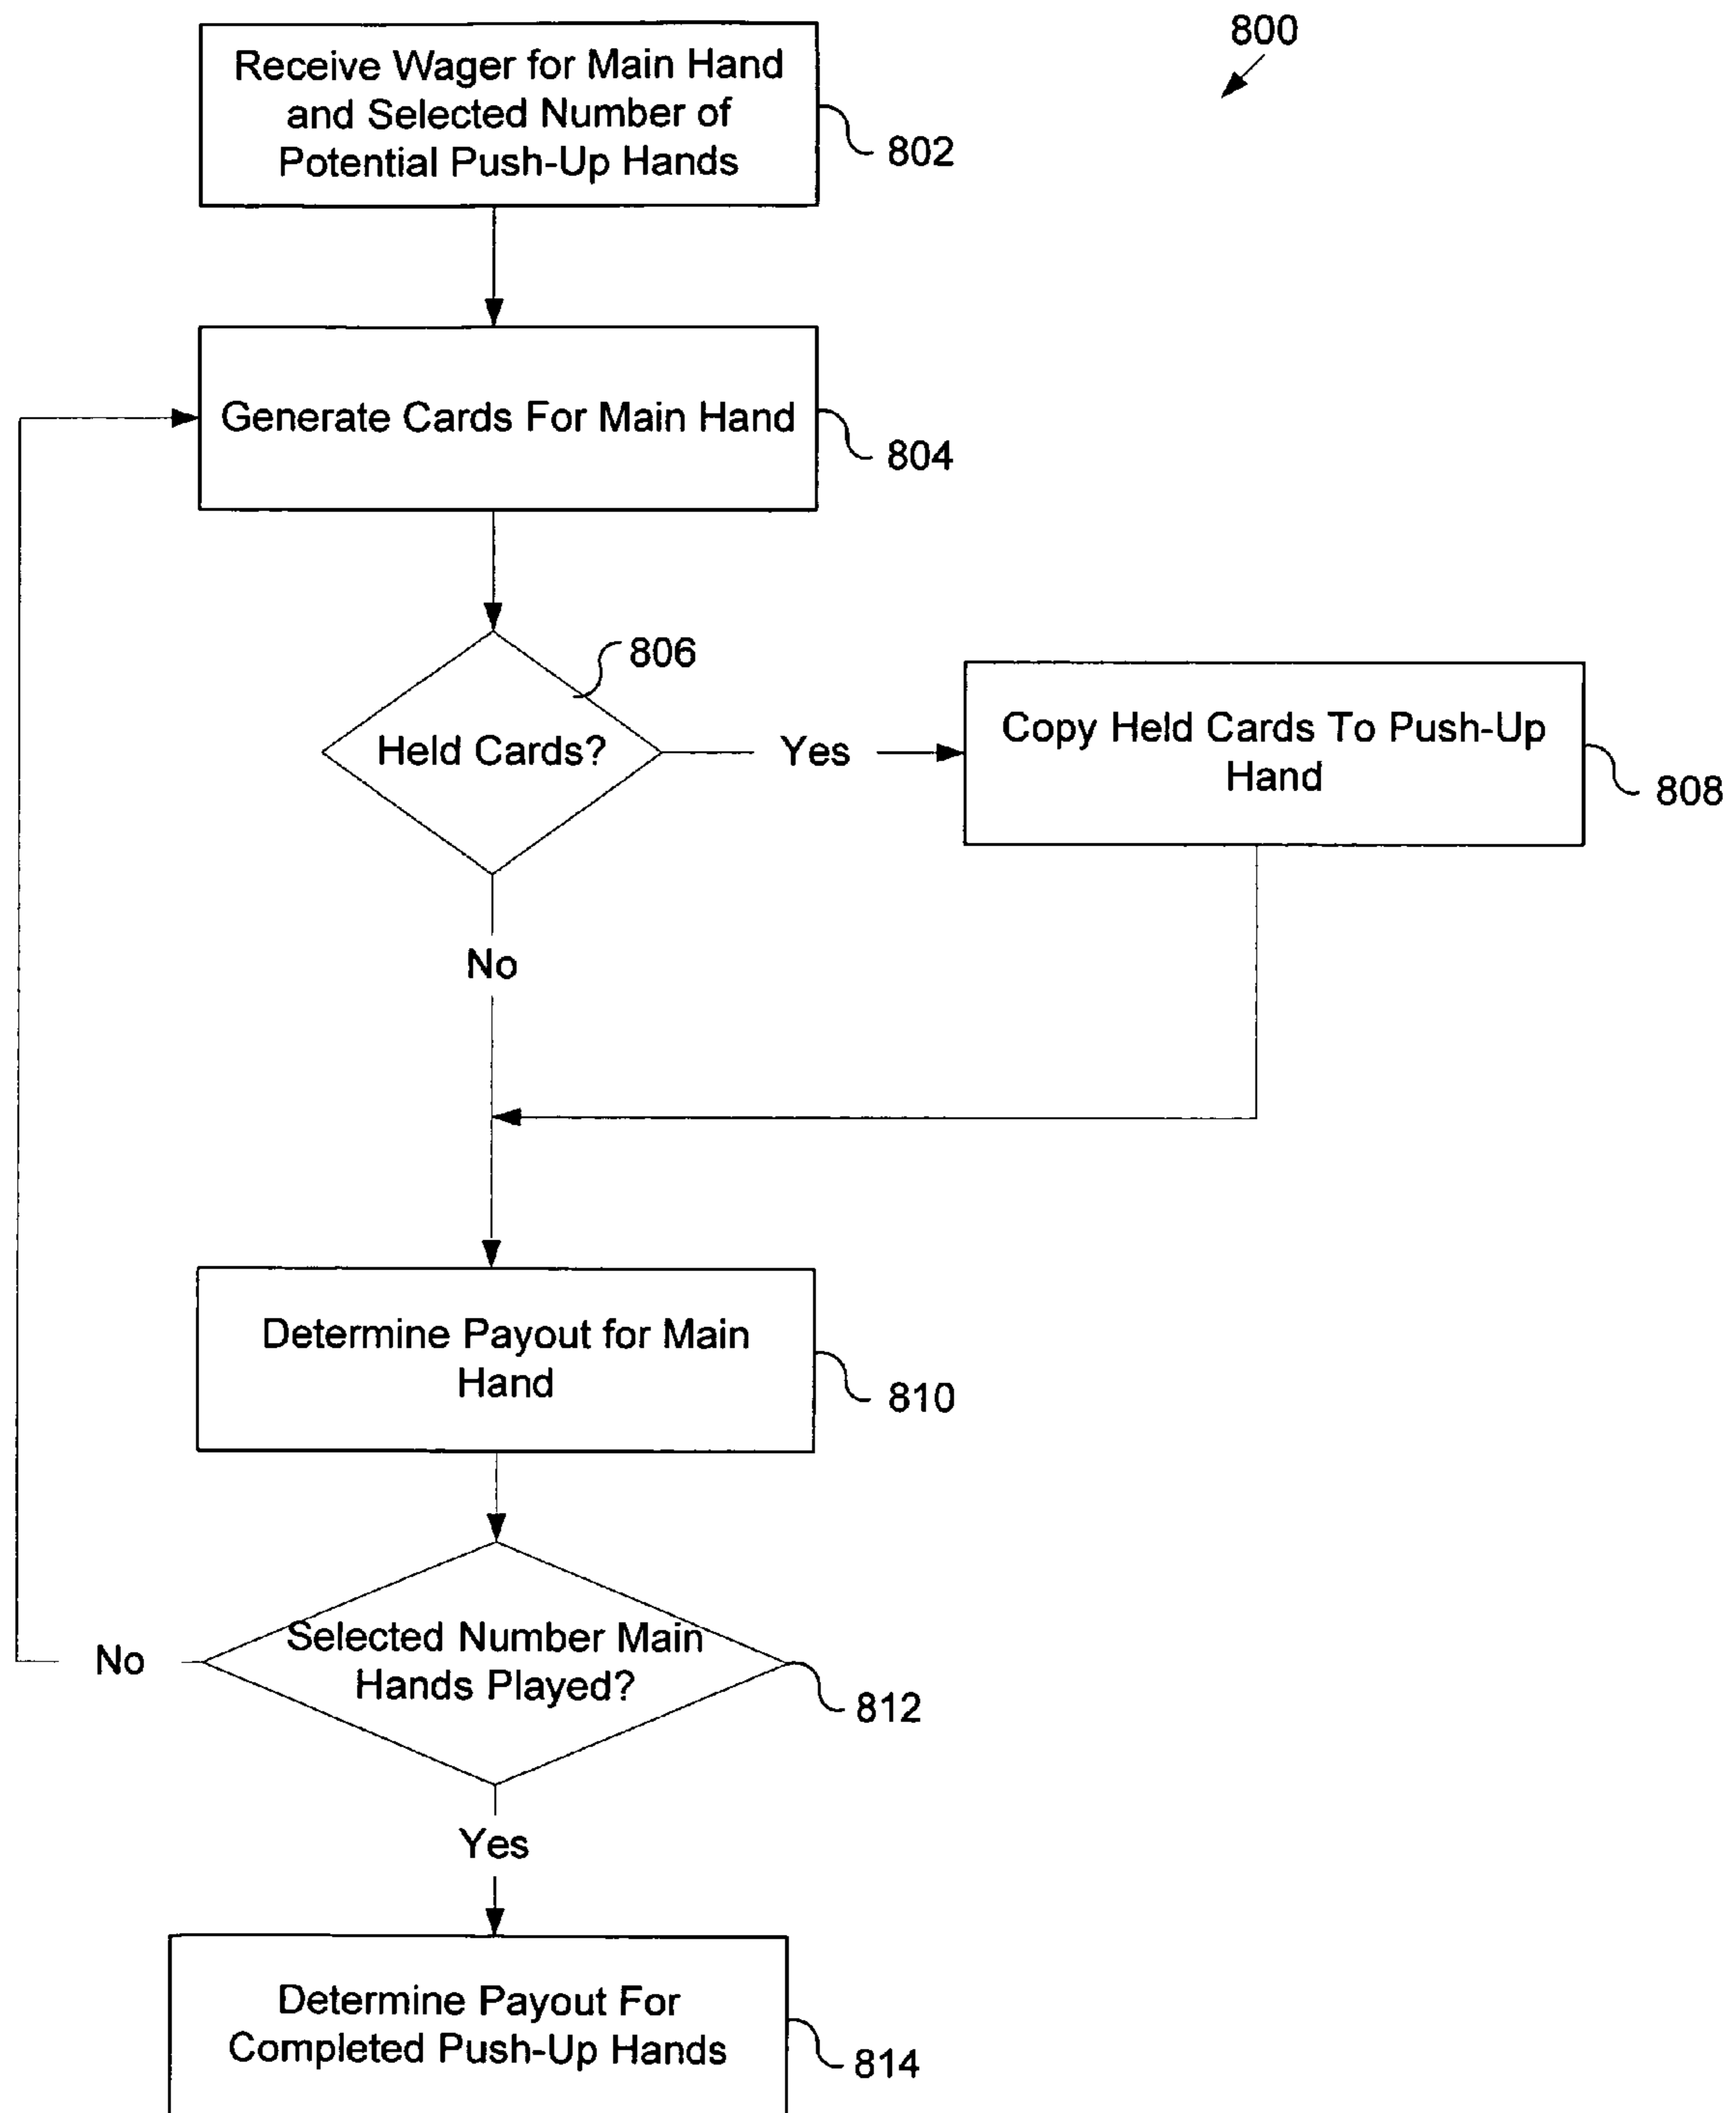 800
Receive Wager for Main Hand
and Selected Number of
Potential Push-Up Hands
802
Generate Cards For Main Hand
804
806
Held Cards?
Yes
Copy Held Cards To Push-Up
Hand
808
No
Determine Payout for Main
Hand
810
Selected Number Main
Hands Played?
No
812
Yes
Determine Payout For
Completed Push-Up Hands
814